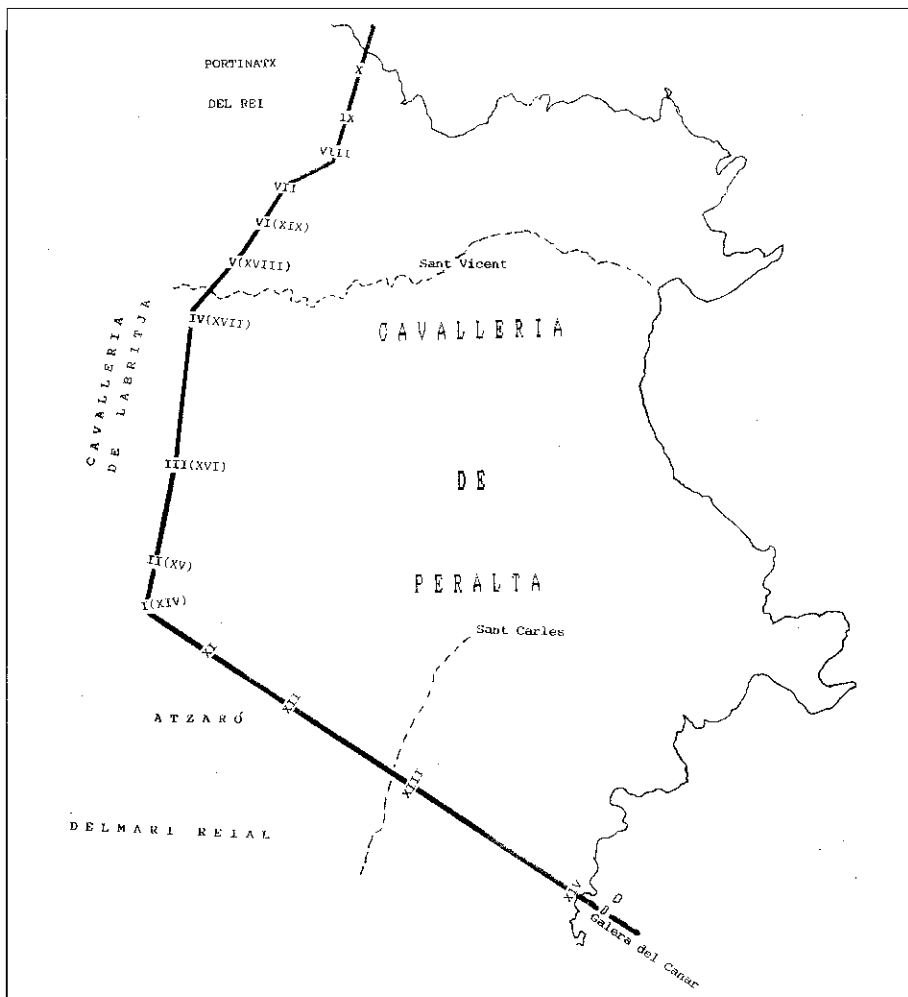 PORTINATX
DEL REI
X
IX
VIII
VII
VI(XIX)
V(XVIII)
Sant Vicent
IV(XVII)
CAVALLERIA
CAVALLERIA
DE LABRITJA
III(XVI)
DE
II(XV)
PERALTA
I(XIV)
Sant Carles
XI
XII
ATZARÓ
XIII
DELMARI REIAL
XIV
D
Galera del Canar